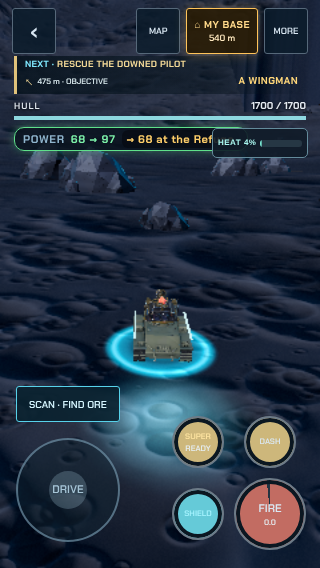 ‹
MAP
⌂ MY BASE
540 m
MORE
NEXT · RESCUE THE DOWNED PILOT
↖ 475 m · OBJECTIVE
A WINGMAN
HULL
1700 / 1700
POWER 68 → 97 → 68 at the Ref
HEAT 4%
SCAN · FIND ORE
SUPER
READY
DASH
DRIVE
SHIELD
FIRE
0.0